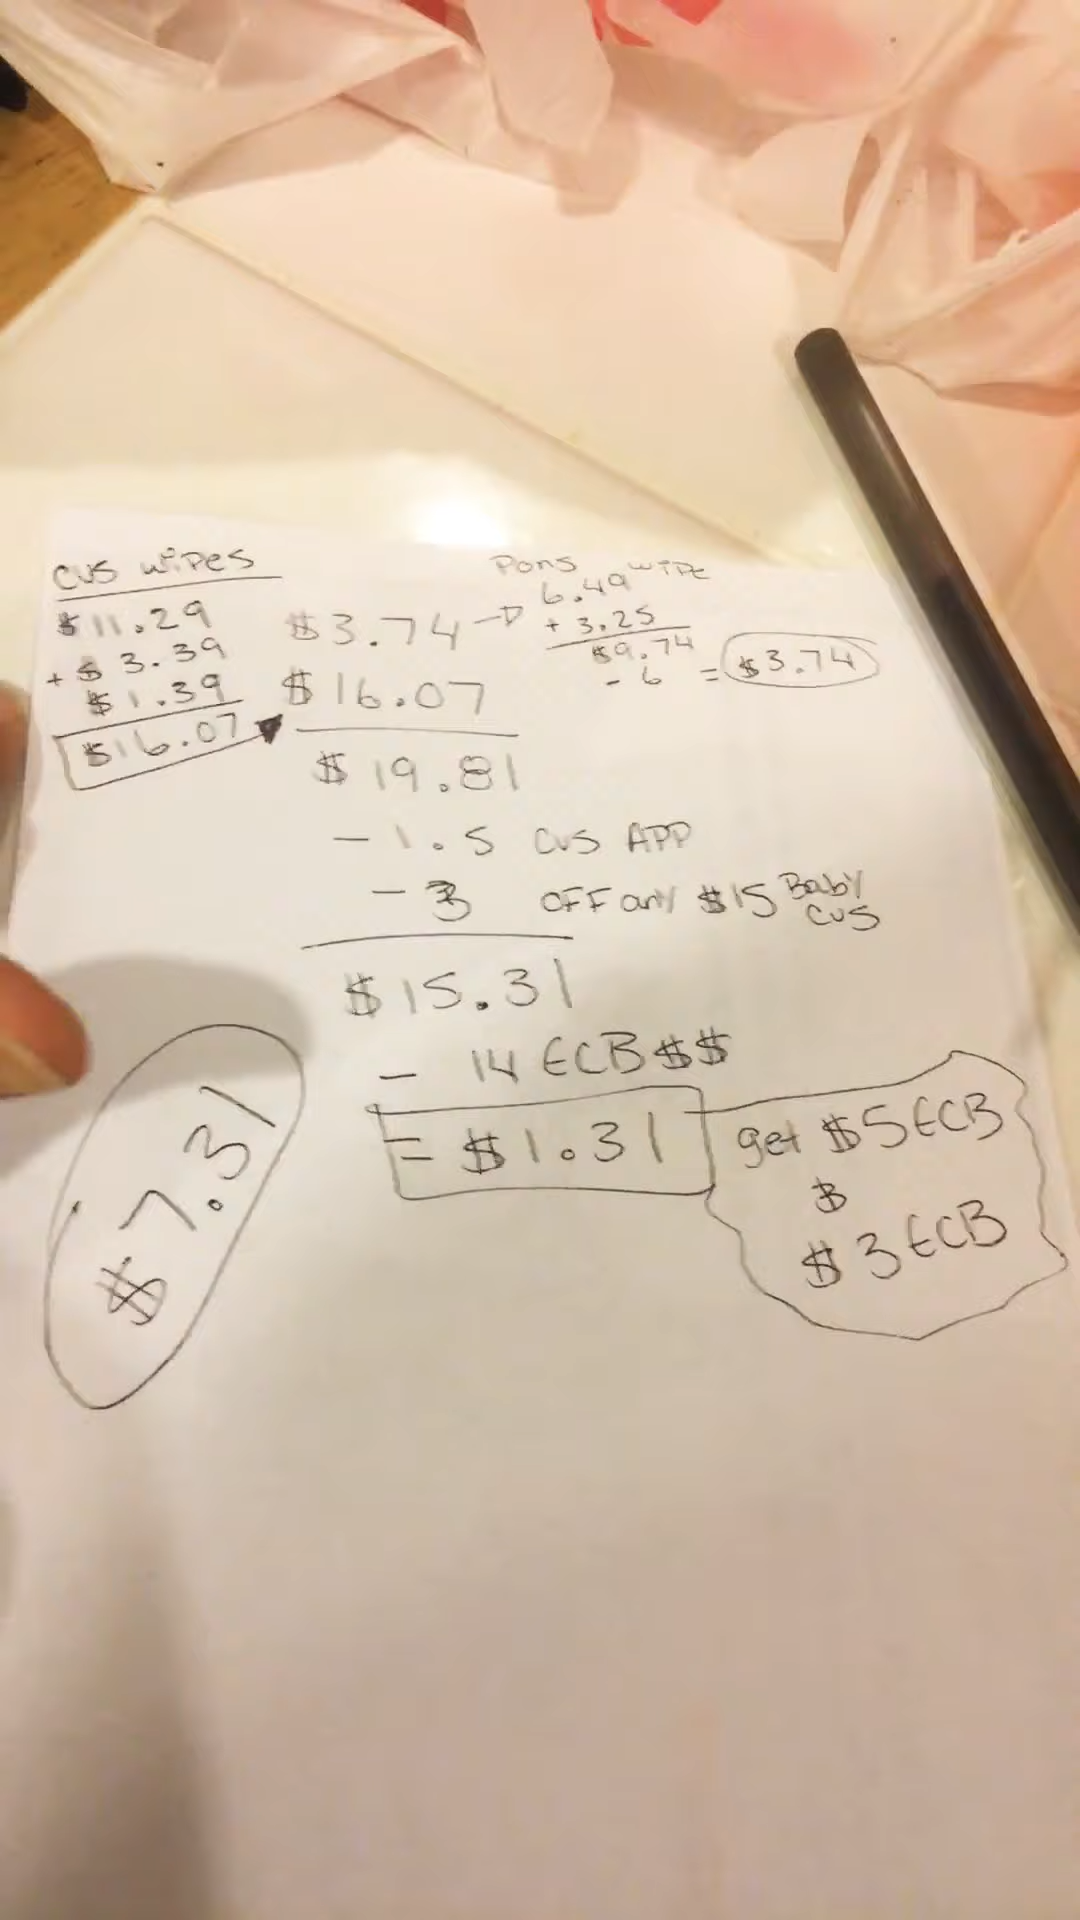 CVS wipes
$11.29
+ $ 3.39
$1.39
$16.07
$3.74
$16.07
$ 19.81
- 1.5 CVS APP
- 3 OFF any $15 Baby CVS
$15.31
- 14 ECB $$
= $1.31
Pons wipe
6.49
+ 3.25
$9.74
- 6 = $3.74
get $5 ECB
&
$3 ECB
$7.31